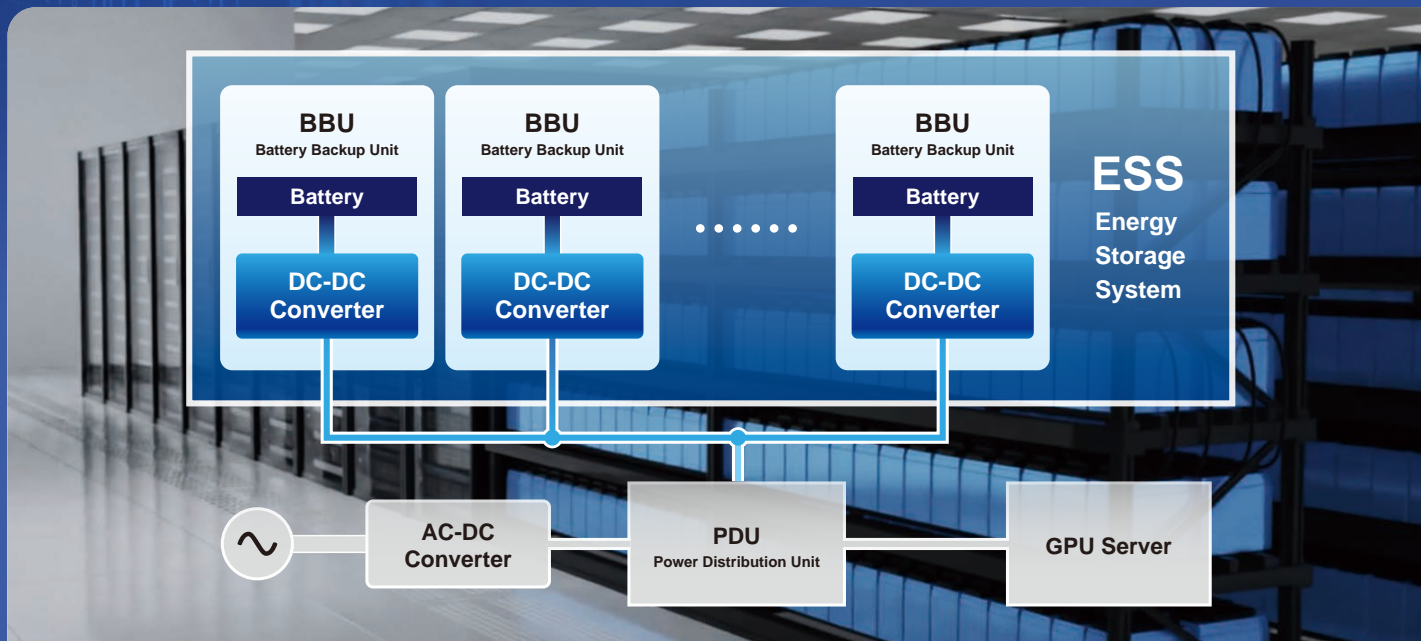 BBU
Battery Backup Unit
Battery
DC-DC
Converter
BBU
Battery Backup Unit
Battery
DC-DC
Converter
......
BBU
Battery Backup Unit
Battery
DC-DC
Converter
ESS
Energy
Storage
System
AC-DC
Converter
PDU
Power Distribution Unit
GPU Server